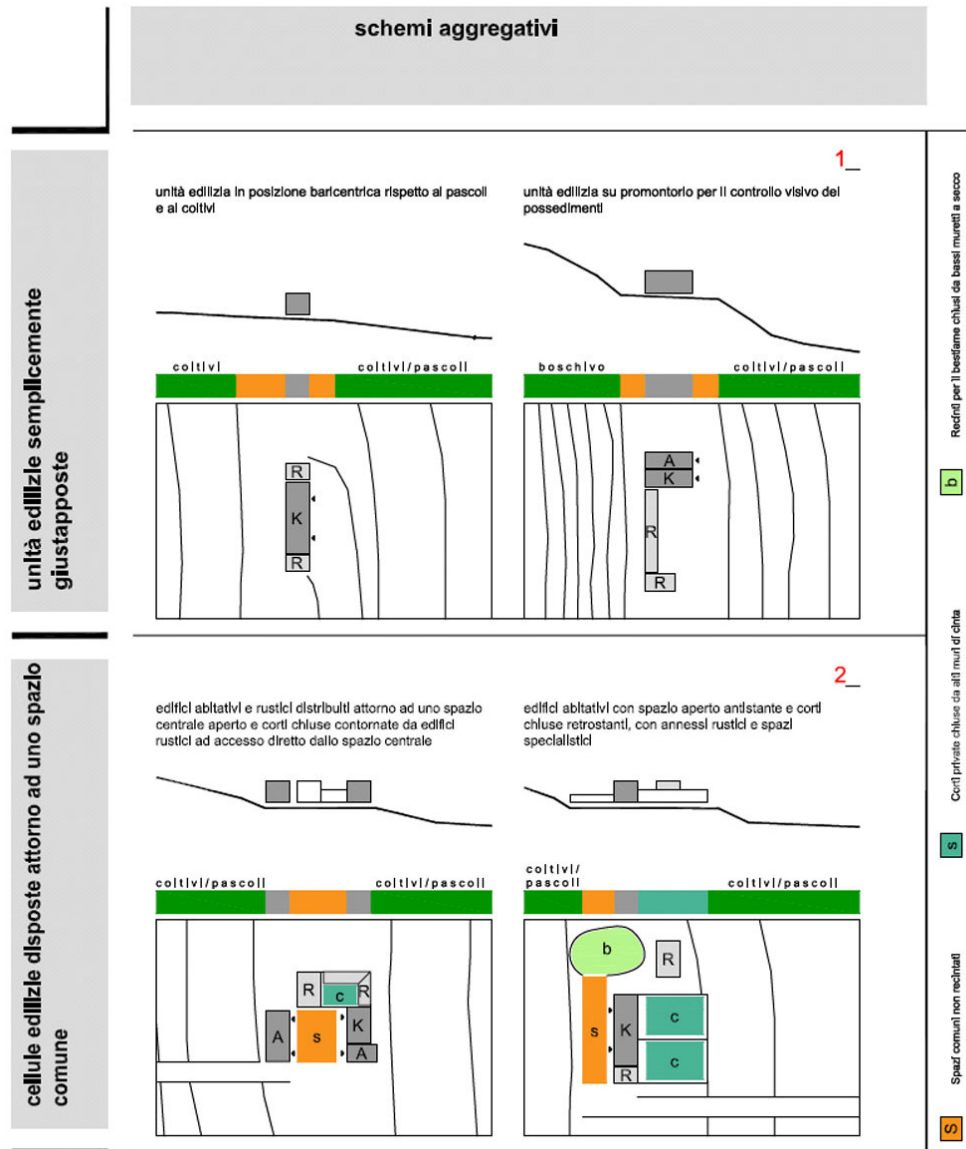 schemi aggregativi
unità edilizie semplicemente
giustapposte
1_
unità edilizia in posizione baricentrica rispetto ai pascoli
e ai coltivi
coltivi
coltivi/pascoli
R
K
R
unità edilizia su promontorio per il controllo visivo dei
possedimenti
boschivo
coltivi/pascoli
A
K
R
R
cellule edilizie disposte attorno ad uno spazio
comune
2_
edifici abitativi e rustici distribuiti attorno ad uno spazio
centrale aperto e corti chiuse contornate da edifici
rustici ad accesso diretto dallo spazio centrale
coltivi/pascoli
coltivi/pascoli
R
c
R
A
s
K
A
edifici abitativi con spazio aperto antistante e corti
chiuse retrostanti, con annessi rustici e spazi
specialistici
coltivi/
pascoli
coltivi/pascoli
b
R
s
K
c
c
R
b
Recinti per il bestiame chiusi da bassi muretti a secco
s
Corti private chiuse da alti muri di cinta
S
Spazi comuni non recintati